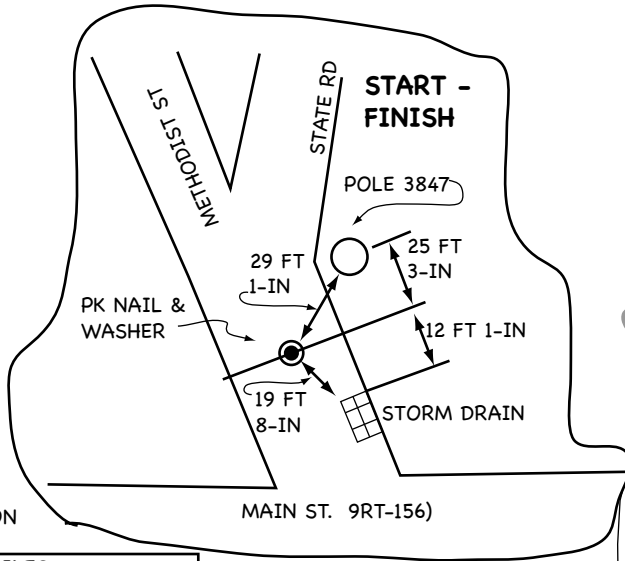 METHODIST ST
STATE RD
START -
FINISH
POLE 3847
29 FT
1-IN
25 FT
3-IN
PK NAIL &
WASHER
12 FT 1-IN
19 FT
8-IN
STORM DRAIN
MAIN ST.  9RT-156)